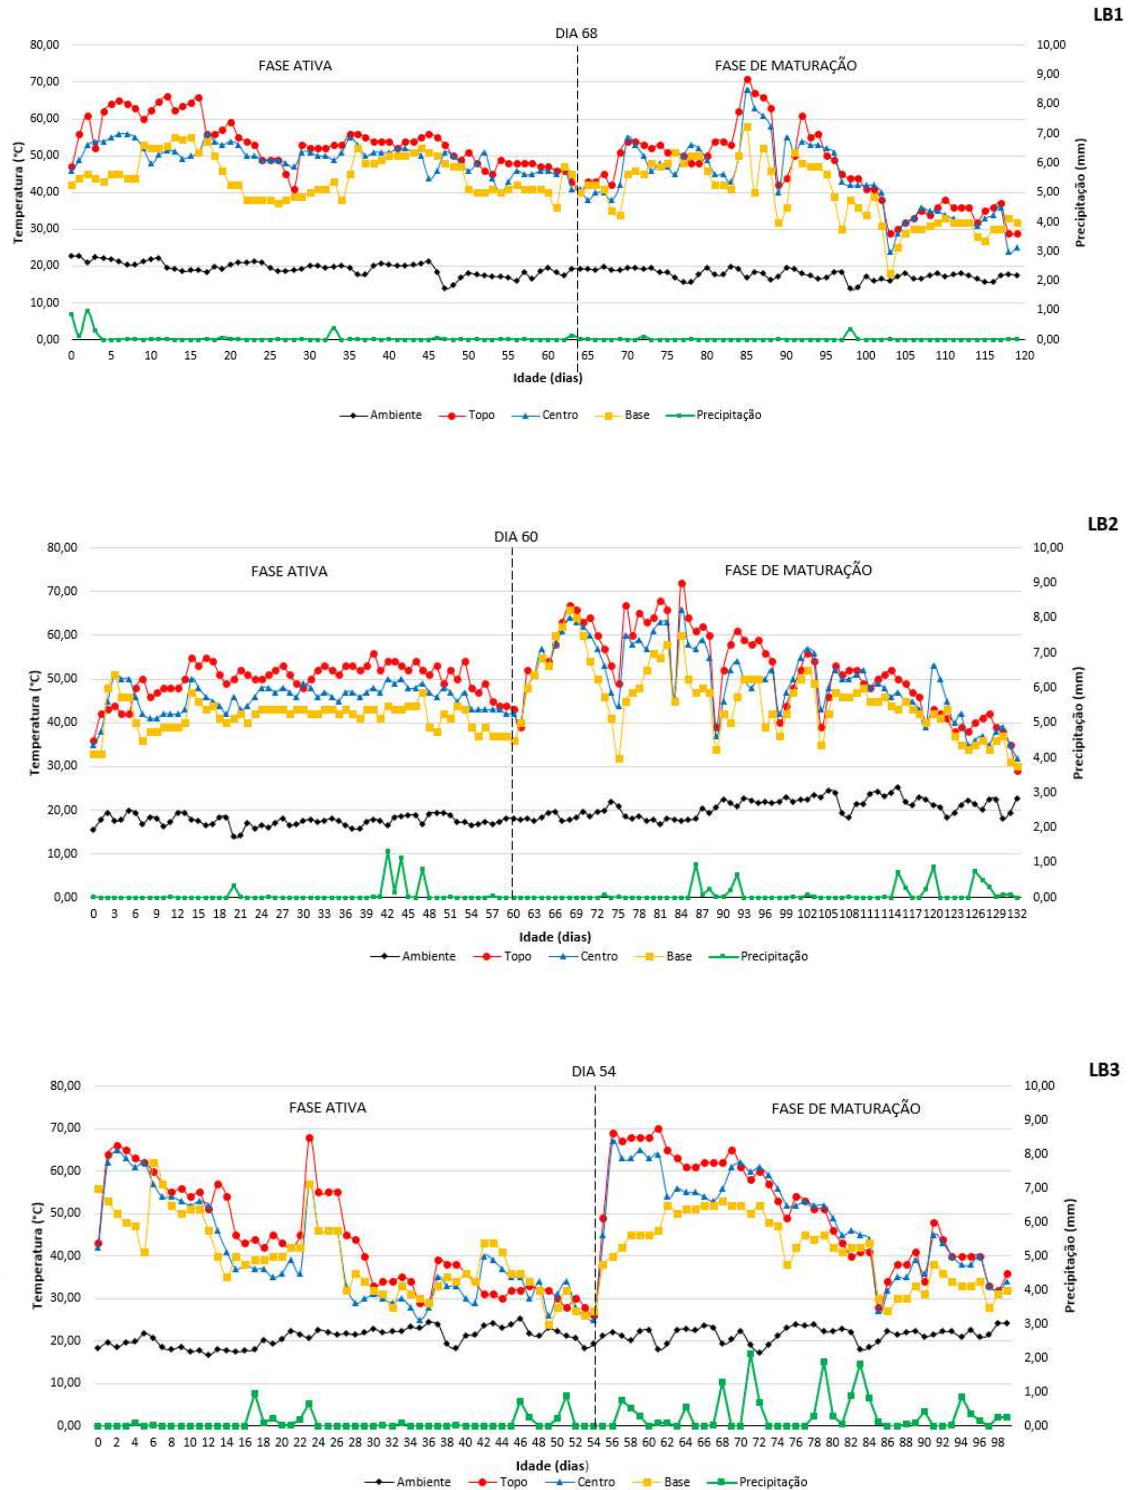 LB1
DIA 68
80,00 10,00
FASE ATIVA FASE DE MATURAÇÃO
9,00
70,00
8,00
60,00
7,00
50,00
6,00
40,00
5,00
4,00
30,00
3,00
20,00
2,00
10,00
1,00
0,00 0,00
Temperatura (°C)
Precipitação (mm)
0 5 10 15 20 25 30 35 40 45 50 55 60 65 70 75 80 85 90 95 100 105 110 115 120
Idade (dias)
Ambiente Topo Centro Base Precipitação
LB2
DIA 60
80,00 10,00
FASE ATIVA FASE DE MATURAÇÃO
9,00
70,00
8,00
60,00
7,00
50,00
6,00
40,00
5,00
4,00
30,00
3,00
20,00
2,00
10,00
1,00
0,00 0,00
Temperatura (°C)
Precipitação (mm)
0 3 6 9 12 15 18 21 24 27 30 33 36 39 42 45 48 51 54 57 60 63 66 69 72 75 78 81 84 87 90 93 96 99 102 105 108 111 114 117 120 123 126 129 132
Idade (dias)
Ambiente Topo Centro Base Precipitação
LB3
DIA 54
80,00 10,00
FASE ATIVA FASE DE MATURAÇÃO
9,00
70,00
8,00
60,00
7,00
50,00
6,00
40,00
5,00
4,00
30,00
3,00
20,00
2,00
10,00
1,00
0,00 0,00
Temperatura (°C)
Precipitação (mm)
0 2 4 6 8 10 12 14 16 18 20 22 24 26 28 30 32 34 36 38 40 42 44 46 48 50 52 54 56 58 60 62 64 66 68 70 72 74 76 78 80 82 84 86 88 90 92 94 96 98
Idade (dias)
Ambiente Topo Centro Base Precipitação